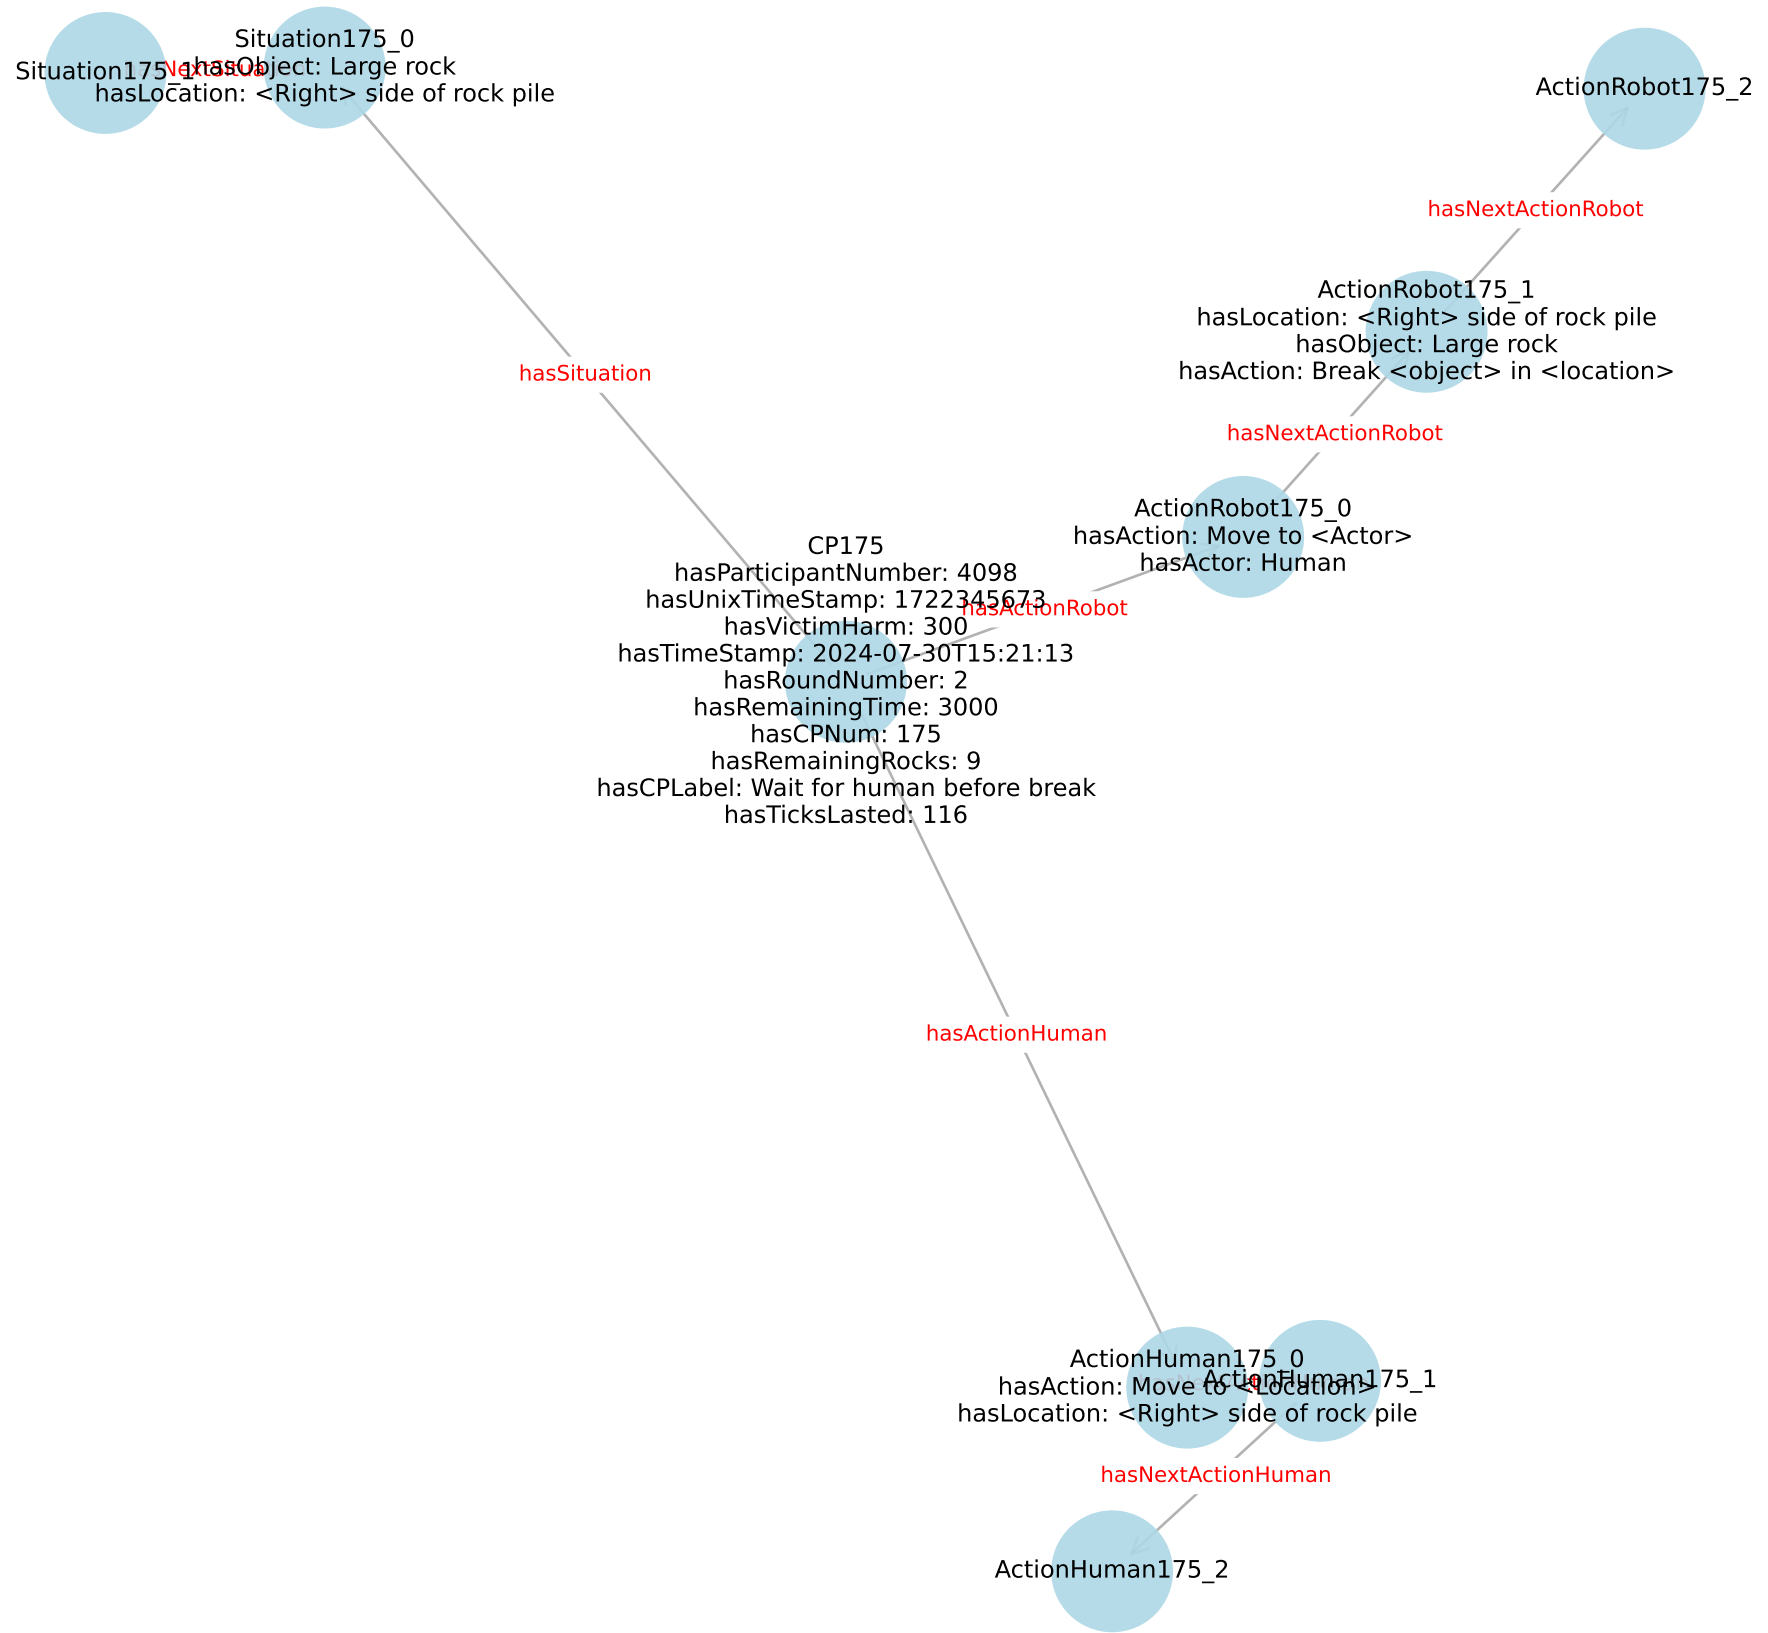 Situation175_0
hasObject: Large rock
hasLocation: <Right> side of rock pile
Situation175_1
ActionRobot175_2
hasNextActionRobot
ActionRobot175_1
hasLocation: <Right> side of rock pile
hasObject: Large rock
hasAction: Break <object> in <location>
hasSituation
hasNextActionRobot
ActionRobot175_0
hasAction: Move to <Actor>
hasActor: Human
CP175
hasParticipantNumber: 4098
hasUnixTimeStamp: 1722345673
hasVictimHarm: 300
hasTimeStamp: 2024-07-30T15:21:13
hasRoundNumber: 2
hasRemainingTime: 3000
hasCPNum: 175
hasRemainingRocks: 9
hasCPLabel: Wait for human before break
hasTicksLasted: 116
hasActionRobot
hasActionHuman
ActionHuman175_0
hasAction: Move to <Location>
hasLocation: <Right> side of rock pile
ActionHuman175_1
hasNextActionHuman
ActionHuman175_2